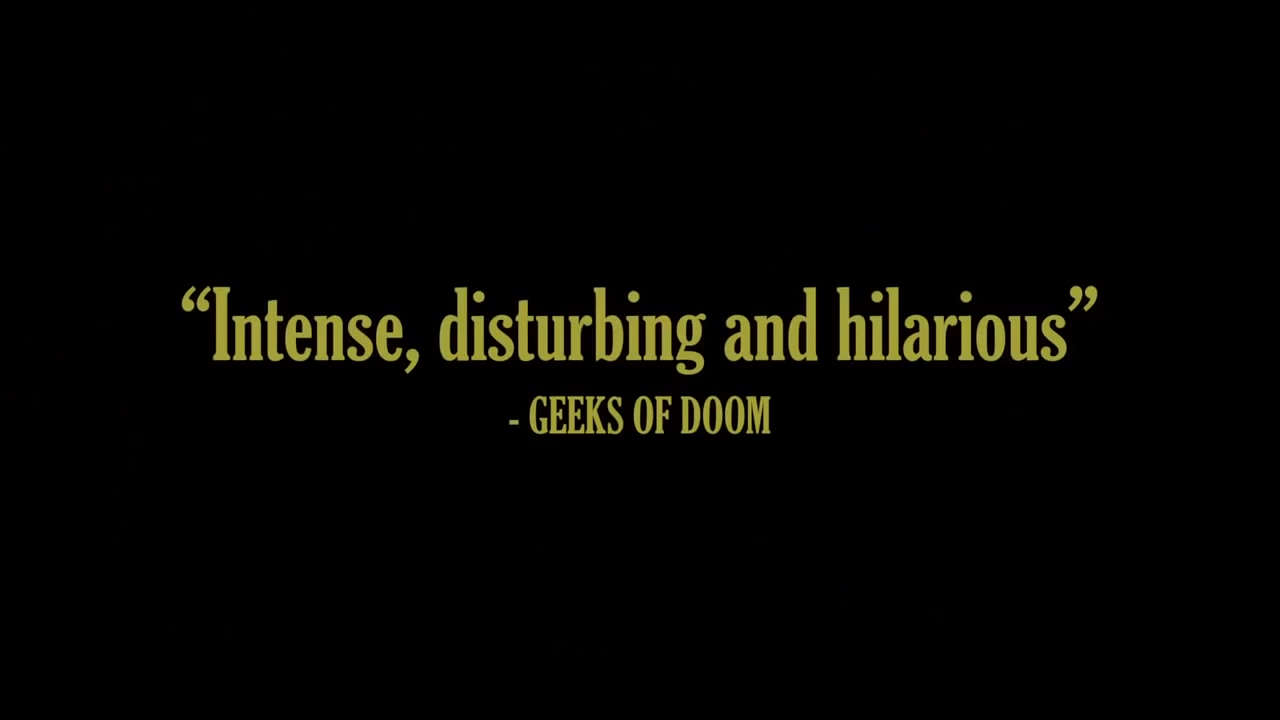 “Intense, disturbing and hilarious”
- GEEKS OF DOOM